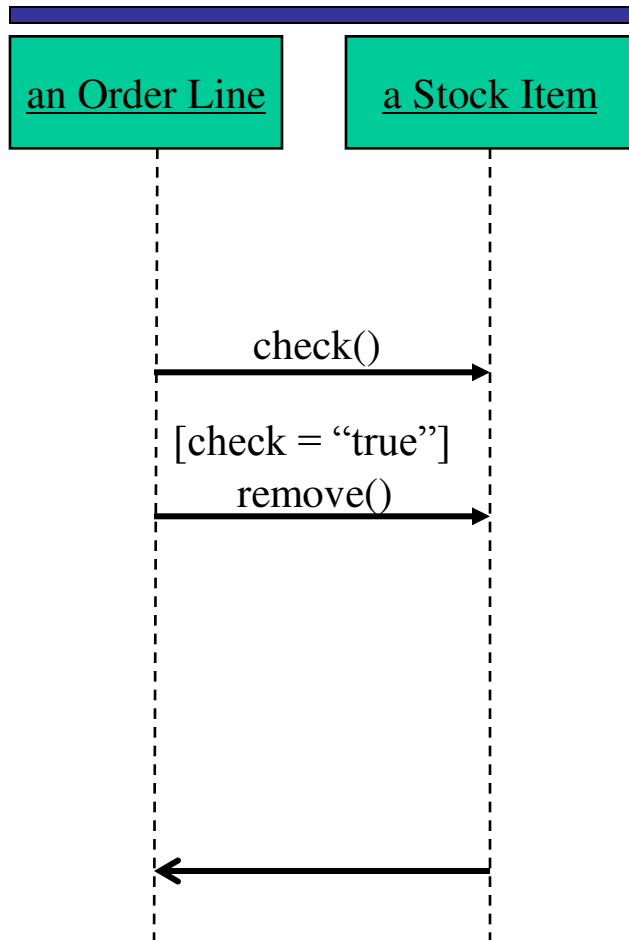 an Order Line
a Stock Item
check()
[check = “true”]
remove()